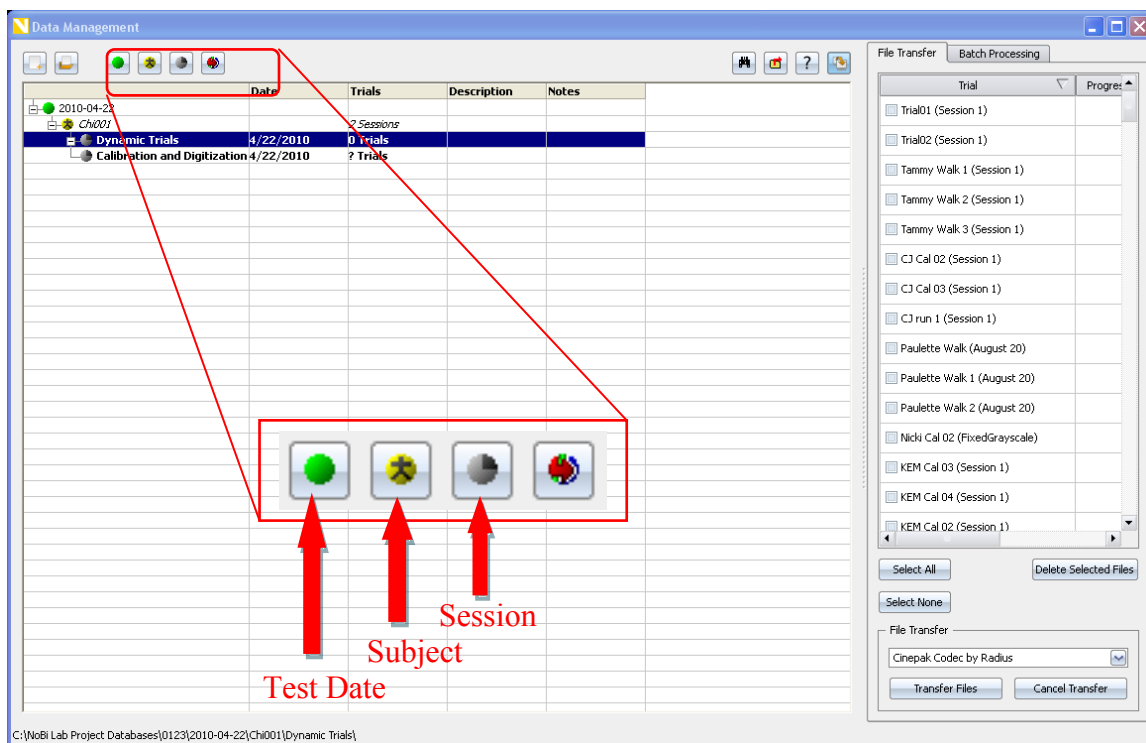 Data Management
File Transfer
Batch Processing
Date Trials Description Notes
2010-04-22
Chi001 2 Sessions
Dynamic Trials 4/22/2010 0 Trials
Calibration and Digitization 4/22/2010 ? Trials
Session
Subject
Test Date
Trial Progres
Trial01 (Session 1)
Trial02 (Session 1)
Tammy Walk 1 (Session 1)
Tammy Walk 2 (Session 1)
Tammy Walk 3 (Session 1)
CJ Cal 02 (Session 1)
CJ Cal 03 (Session 1)
CJ run 1 (Session 1)
Paulette Walk (August 20)
Paulette Walk 1 (August 20)
Paulette Walk 2 (August 20)
Nicki Cal 02 (FixedGrayscale)
KEM Cal 03 (Session 1)
KEM Cal 04 (Session 1)
KEM Cal 02 (Session 1)
Select All Delete Selected Files
Select None
File Transfer
Cinepak Codec by Radius
Transfer Files Cancel Transfer
C:\NoBi Lab Project Databases\0123\2010-04-22\Chi001\Dynamic Trials\